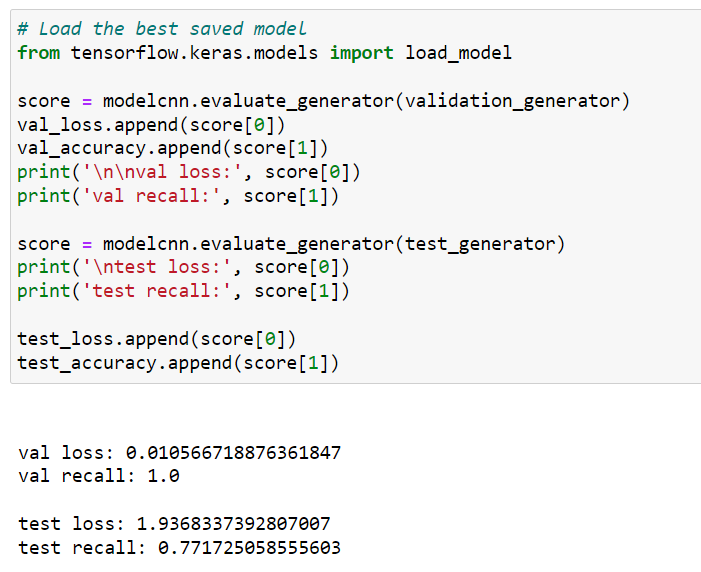 # Load the best saved model
from tensorflow.keras.models import load_model
score = modelcnn.evaluate_generator(validation_generator)
val_loss.append(score[0])
val_accuracy.append(score[1])
print('\n\nval loss:', score[0])
print('val recall:', score[1])
score = modelcnn.evaluate_generator(test_generator)
print('\ntest loss:', score[0])
print('test recall:', score[1])
test_loss.append(score[0])
test_accuracy.append(score[1])
val loss: 0.010566718876361847
val recall: 1.0
test loss: 1.9368337392807007
test recall: 0.771725058555603